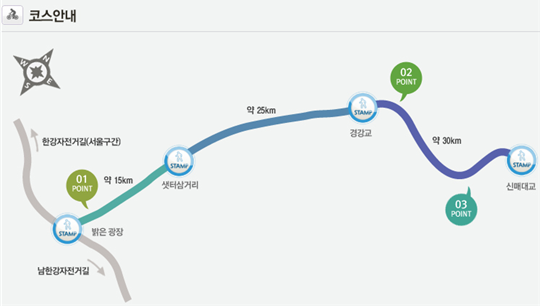 코스안내
N
E
S
W
02
POINT
약 25km
STAMP
경강교
약 30km
한강자전거길(서울구간)
STAMP
STAMP
신매대교
약 15km
샛터삼거리
01
POINT
03
POINT
STAMP
밝은 광장
남한강자전거길